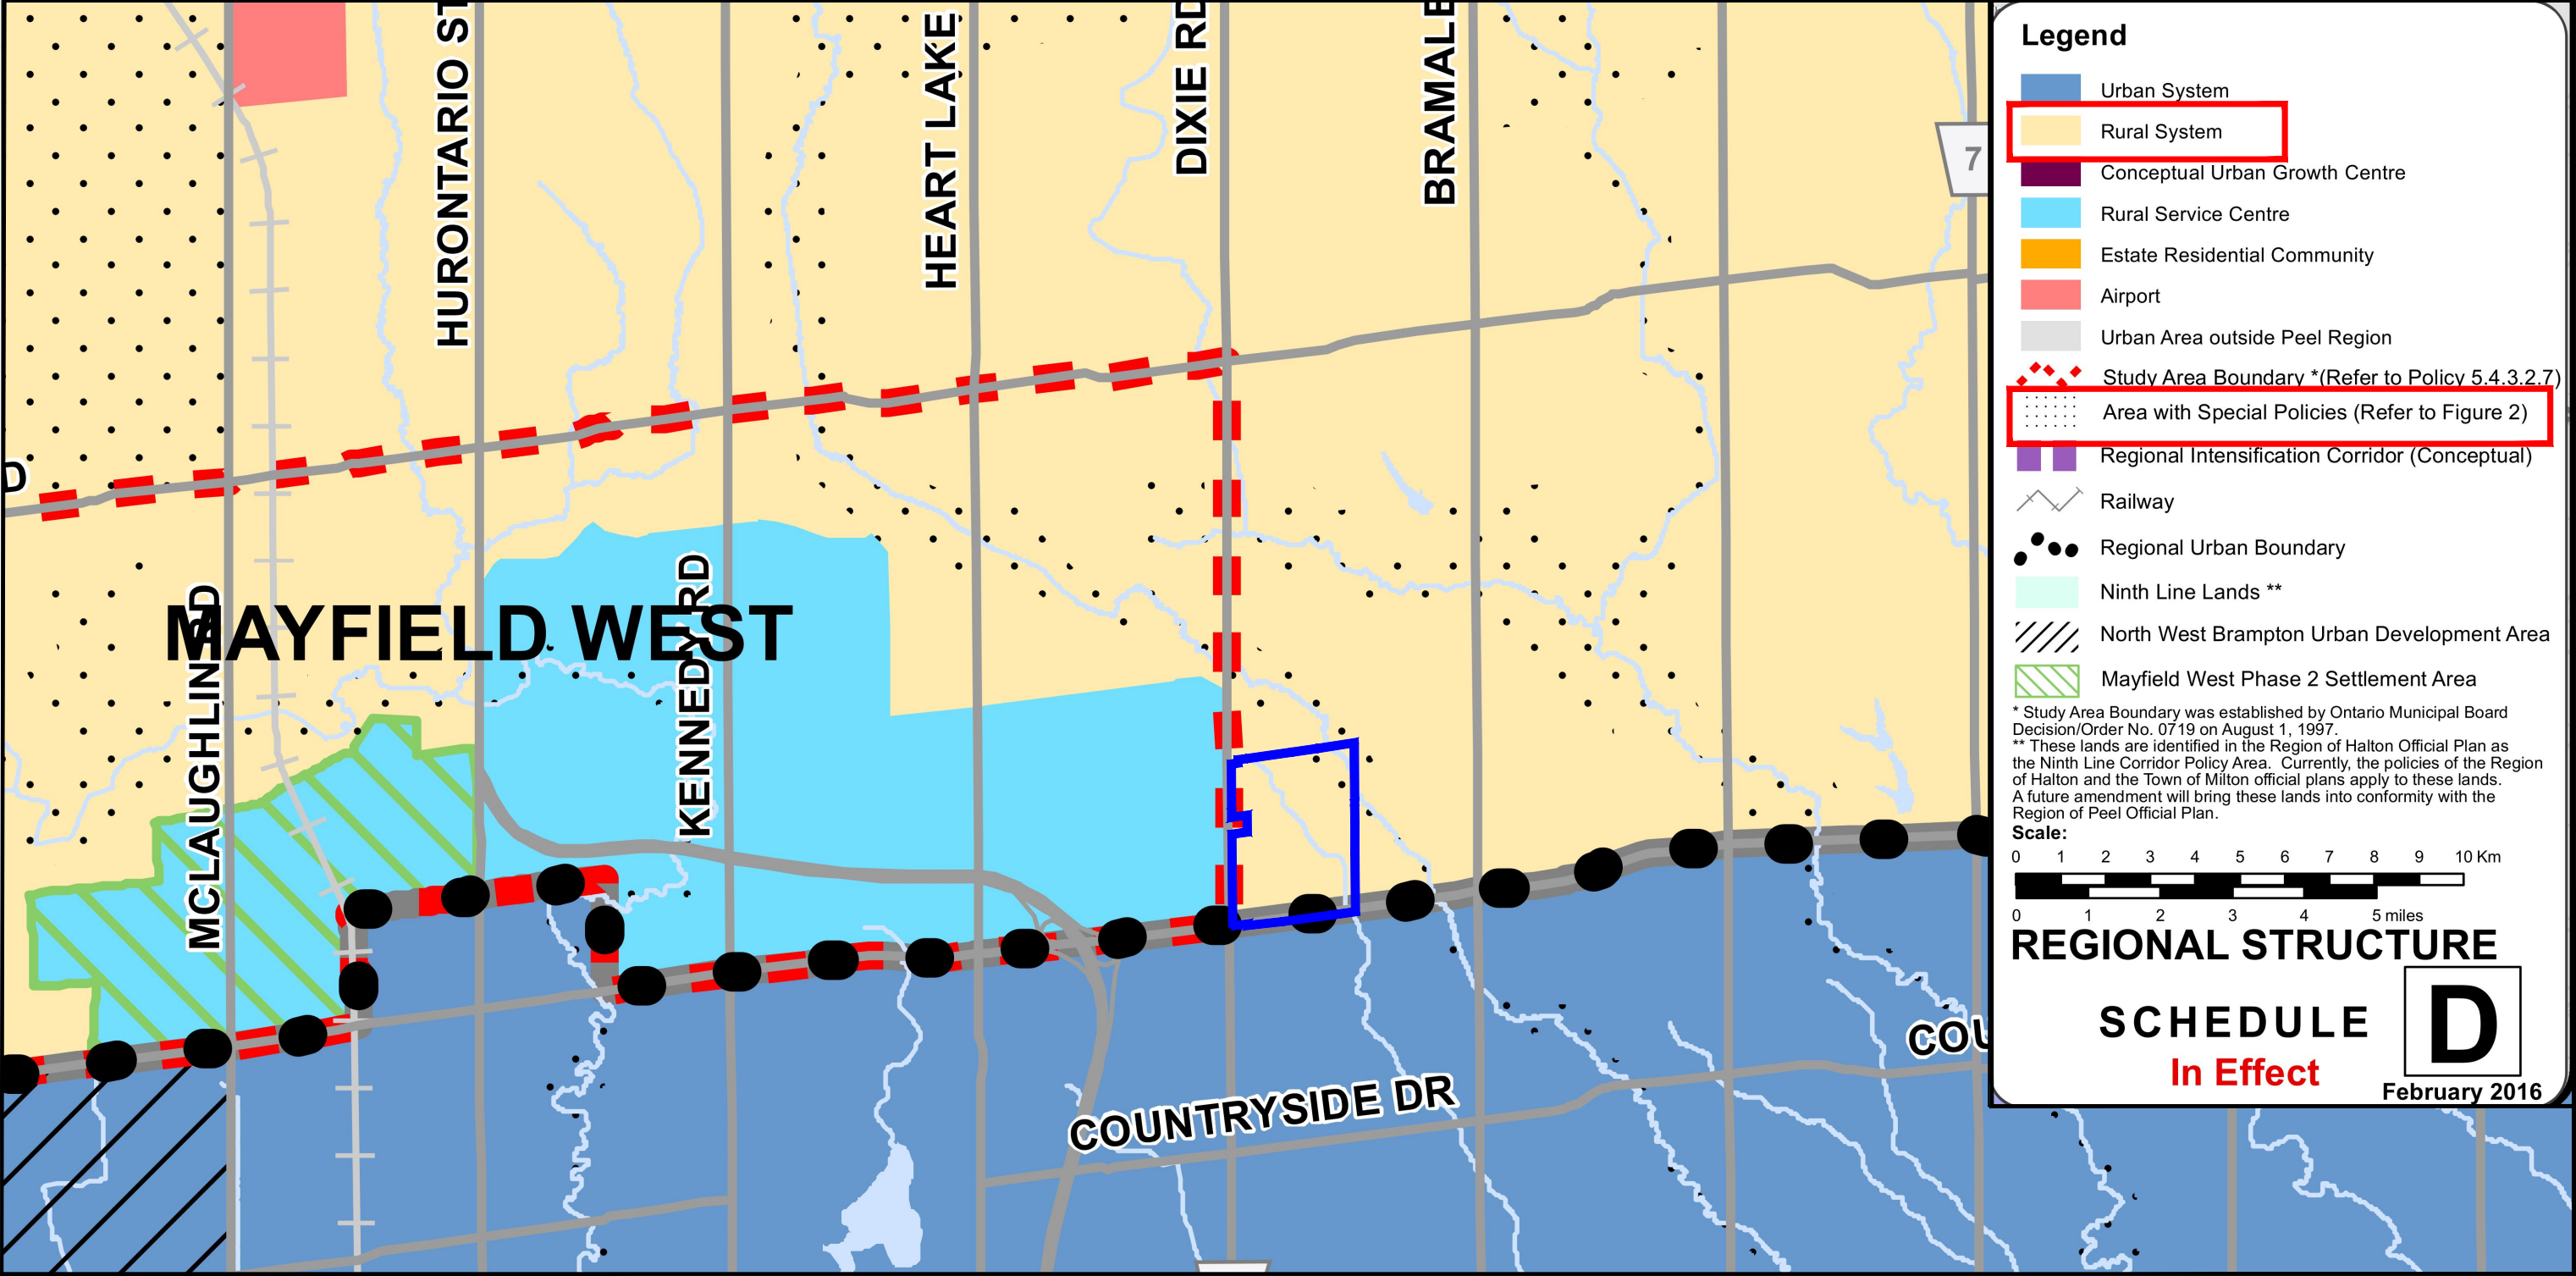 HURONTARIO ST
HEART LAKE
DIXIE RD
BRAMALE
7
D
MAYFIELD WEST
MCLAUGHLIN RD
KENNEDY RD
COUNTRYSIDE DR
COU
Legend
Urban System
Rural System
Conceptual Urban Growth Centre
Rural Service Centre
Estate Residential Community
Airport
Urban Area outside Peel Region
Study Area Boundary *(Refer to Policy 5.4.3.2.7)
Area with Special Policies (Refer to Figure 2)
Regional Intensification Corridor (Conceptual)
Railway
Regional Urban Boundary
Ninth Line Lands **
North West Brampton Urban Development Area
Mayfield West Phase 2 Settlement Area
* Study Area Boundary was established by Ontario Municipal Board
Decision/Order No. 0719 on August 1, 1997.
** These lands are identified in the Region of Halton Official Plan as
the Ninth Line Corridor Policy Area. Currently, the policies of the Region
of Halton and the Town of Milton official plans apply to these lands.
A future amendment will bring these lands into conformity with the
Region of Peel Official Plan.
Scale:
0 1 2 3 4 5 6 7 8 9 10 Km
0 1 2 3 4 5 miles
REGIONAL STRUCTURE
SCHEDULE D
In Effect
February 2016